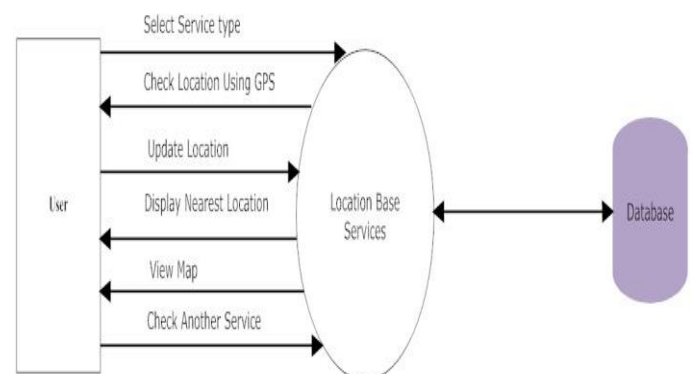 Select Service type
Check Location Using GPS
Update Location
Display Nearest Location
View Map
Check Another Service
User
Location Base
Services
Database